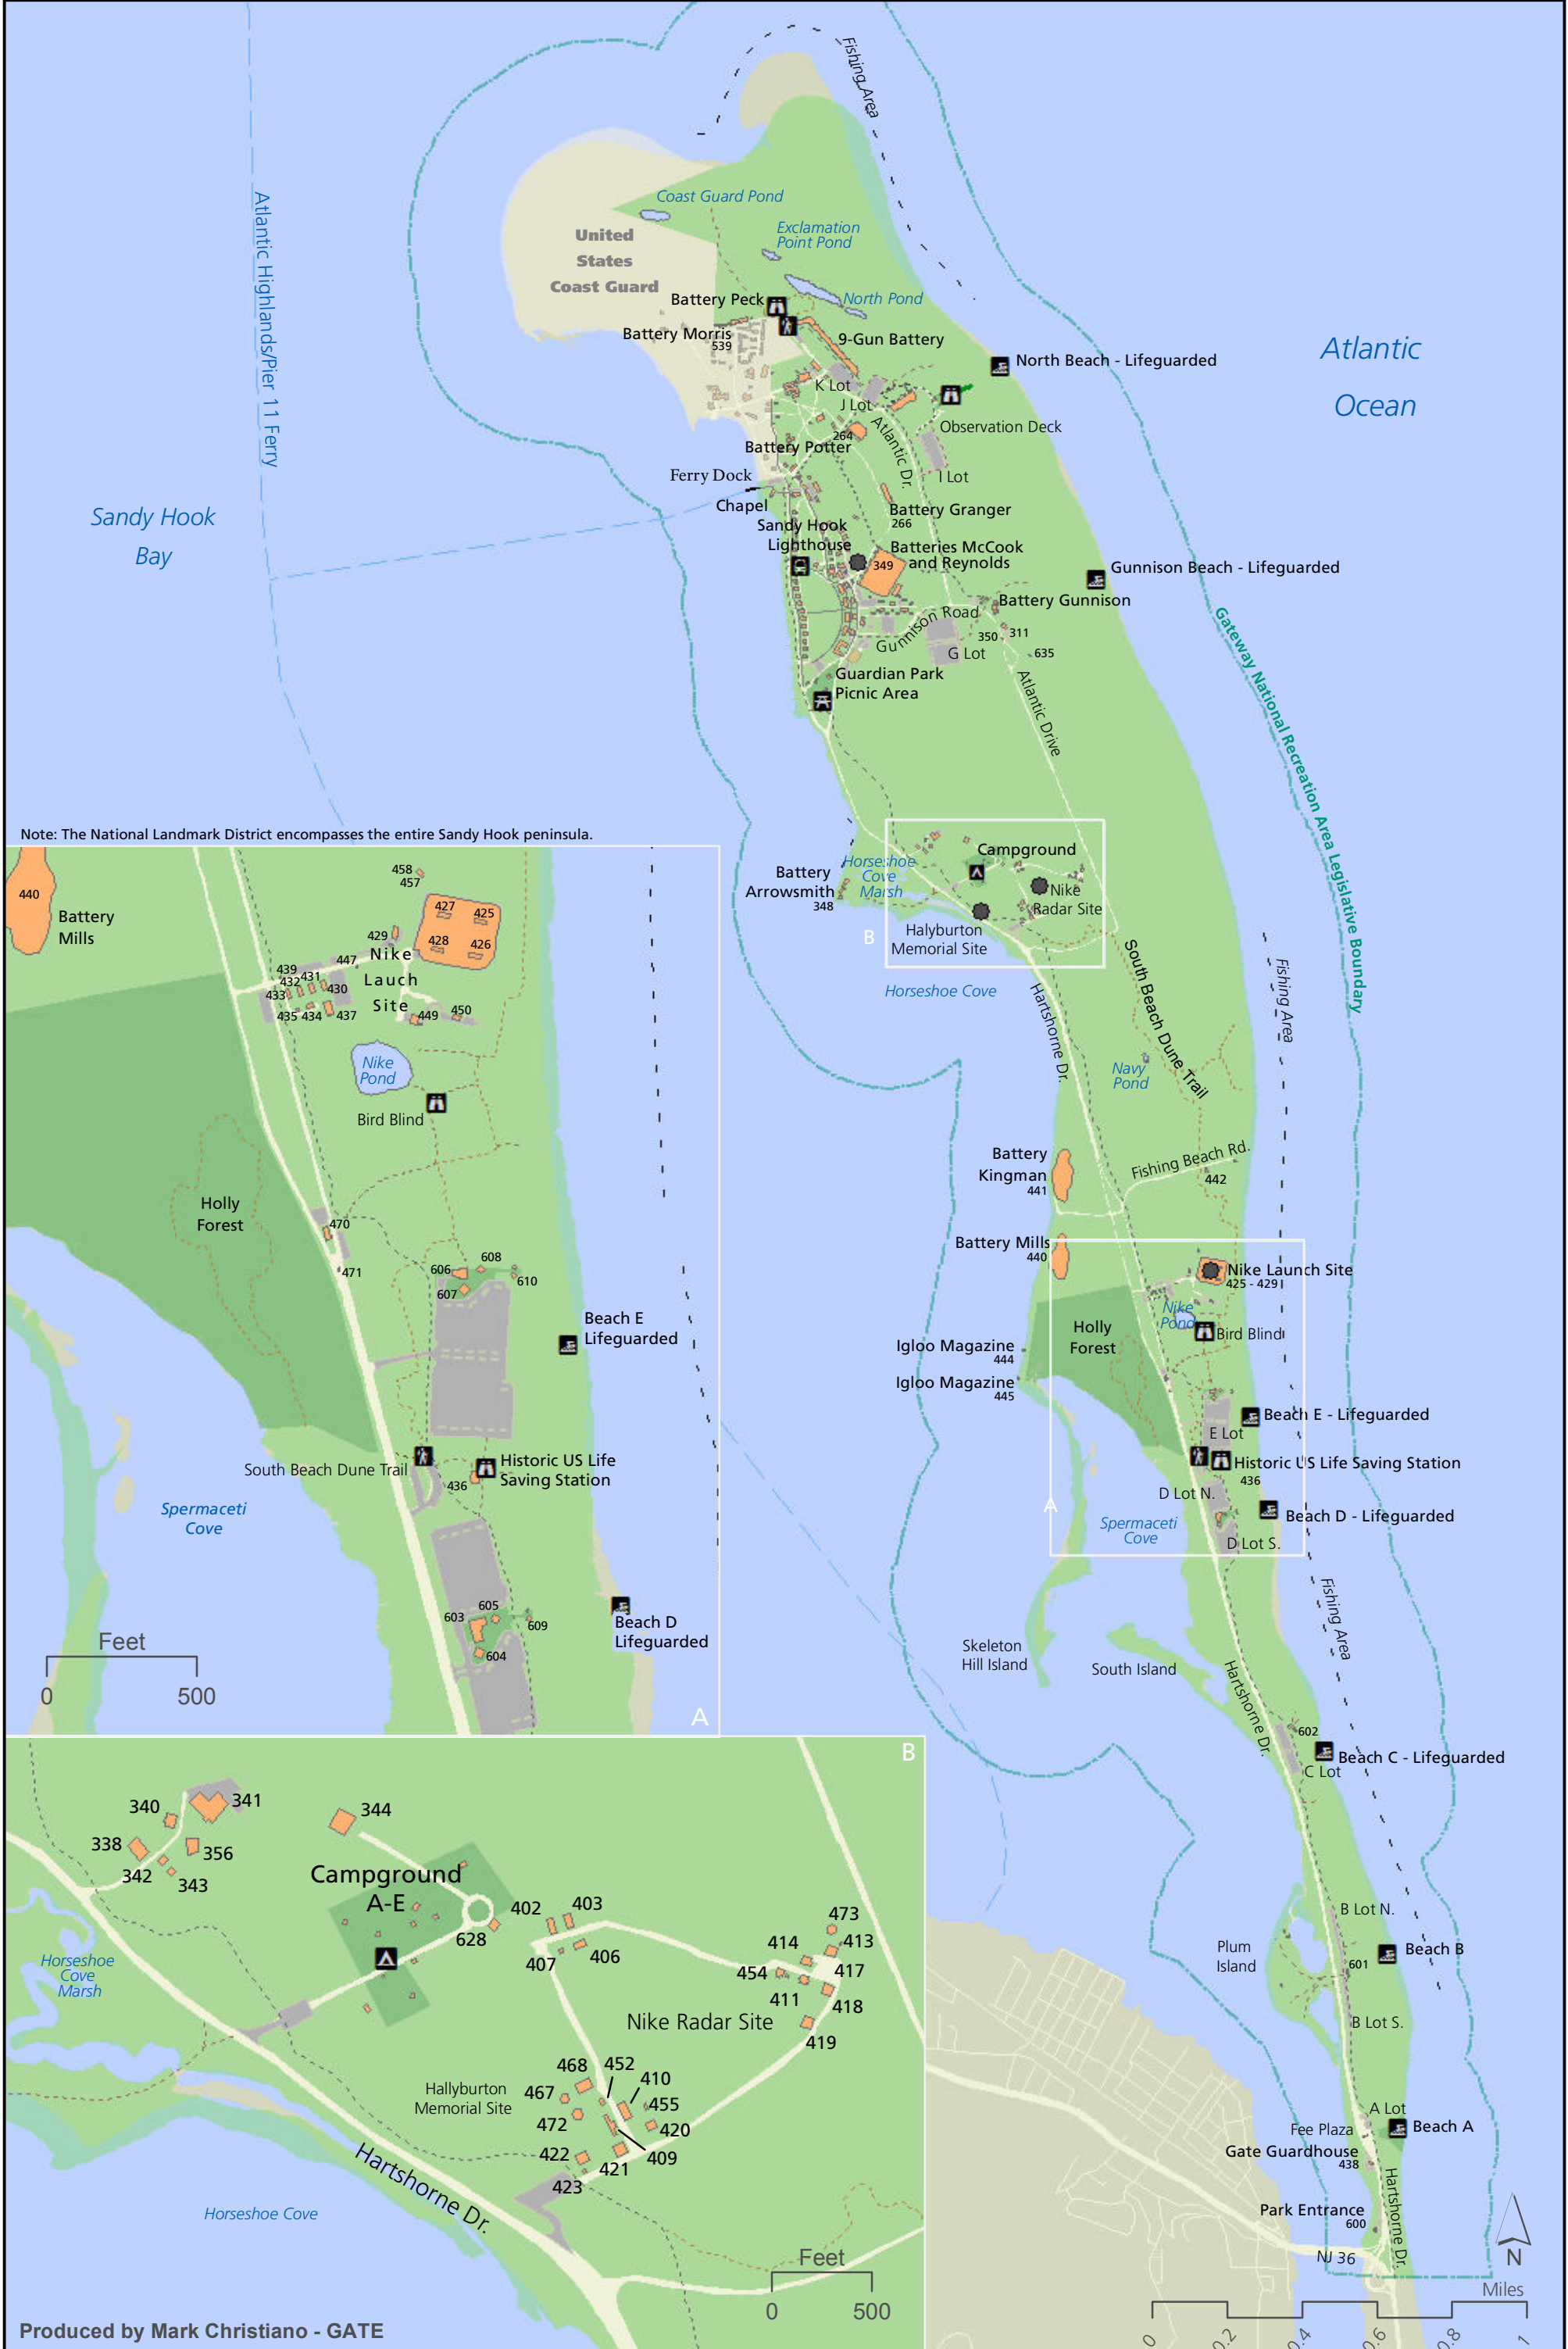 Fishing Area
Atlantic Highlands/Pier 11 Ferry
Coast Guard Pond
United
States
Coast Guard
Exclamation
Point Pond
Battery Peck
North Pond
Battery Morris
539
9-Gun Battery
North Beach - Lifeguarded
Atlantic
Ocean
K Lot
J Lot
264
Atlantic Dr.
Observation Deck
Battery Potter
Ferry Dock
I Lot
Chapel
Battery Granger
266
Sandy Hook
Bay
Sandy Hook
Lighthouse
Batteries McCook
and Reynolds
349
Gunnison Beach - Lifeguarded
Battery Gunnison
Gunnison Road
350
311
635
G Lot
Gateway National Recreation Area Legislative Boundary
Guardian Park
Picnic Area
Atlantic Drive
Note: The National Landmark District encompasses the entire Sandy Hook peninsula.
Campground
Horseshoe
Cove
Marsh
Battery
Arrowsmith
348
Nike
Radar Site
B
Halyburton
Memorial Site
Horseshoe Cove
Hartshorne Dr.
South Beach Dune Trail
Fishing Area
Navy
Pond
Battery
Kingman
441
Fishing Beach Rd.
442
Battery Mills
440
Nike Launch Site
425 - 429
Nike
Pond
Bird Blind
Holly
Forest
Igloo Magazine
444
Igloo Magazine
445
Beach E - Lifeguarded
E Lot
Historic US Life Saving Station
436
D Lot N.
A
Spermaceti
Cove
Beach D - Lifeguarded
D Lot S.
Fishing Area
Skeleton
Hill Island
South Island
Hartshorne Dr.
602
Beach C - Lifeguarded
C Lot
B Lot N.
Plum
Island
Beach B
601
B Lot S.
A Lot
Fee Plaza
Beach A
Gate Guardhouse
438
Hartshorne Dr.
Park Entrance
600
NJ 36
N
Miles
0
0.2
0.4
0.6
0.8
1
440
Battery
Mills
458
457
427
425
428
426
429
Nike
Lauch
Site
447
439
432
431
430
433
435
434
437
449
450
Nike
Pond
Bird Blind
Holly
Forest
470
471
606
608
607
610
Beach E
Lifeguarded
South Beach Dune Trail
Historic US Life
Saving Station
436
Spermaceti
Cove
603
605
609
604
Beach D
Lifeguarded
Feet
0
500
A
B
340
341
344
338
356
342
343
Campground
A-E
402
403
628
407
406
473
414
413
454
417
411
418
419
Horseshoe
Cove
Marsh
Nike Radar Site
468
452
410
467
455
472
420
Hallyburton
Memorial Site
422
421
409
423
Hartshorne Dr.
Horseshoe Cove
Feet
0
500
Produced by Mark Christiano - GATE